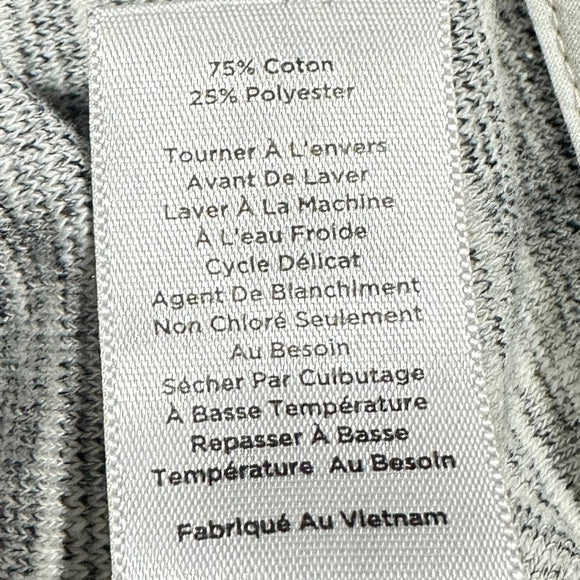 75% Coton
25% Polyester
Tourner À L'envers
Avant De Laver
Laver À La Machine
À L'eau Froide
Cycle Délicat
Agent De Blanchiment
Non Chloré Seulement
Au Besoin
Sécher Par Culbutage
À Basse Température
Repasser À Basse
Température Au Besoin
Fabriqué Au Vietnam